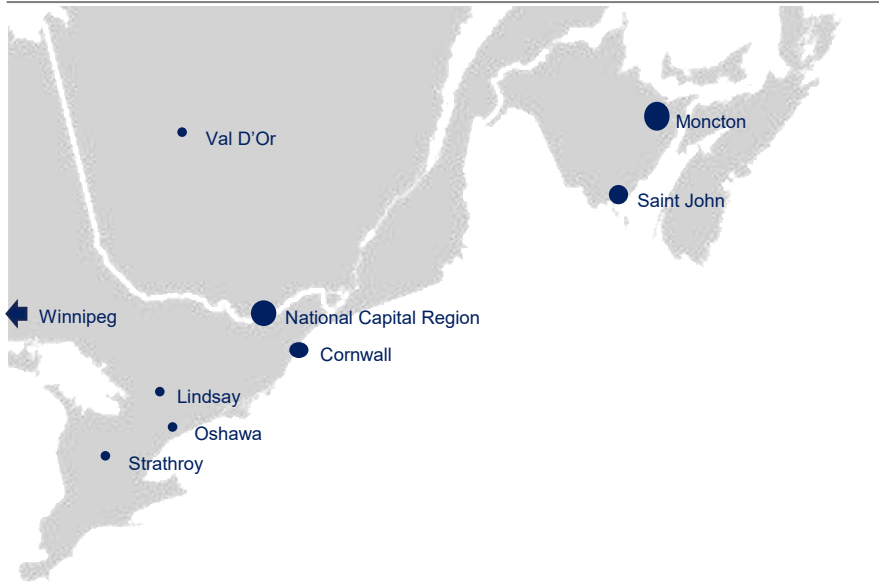 Val D’Or
Moncton
Saint John
Winnipeg
National Capital Region
Cornwall
Lindsay
Oshawa
Strathroy